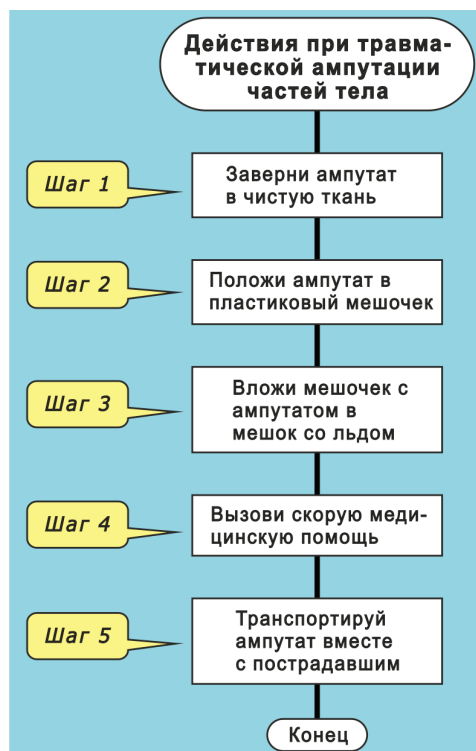 Действия при травма-
тической ампутации
частей тела
Шаг 1
Заверни ампутат
в чистую ткань
Шаг 2
Положи ампутат в
пластиковый мешочек
Шаг 3
Вложи мешочек с
ампутатом в
мешок со льдом
Шаг 4
Вызови скорую меди-
цинскую помощь
Шаг 5
Транспортируй
ампутат вместе
с пострадавшим
Конец